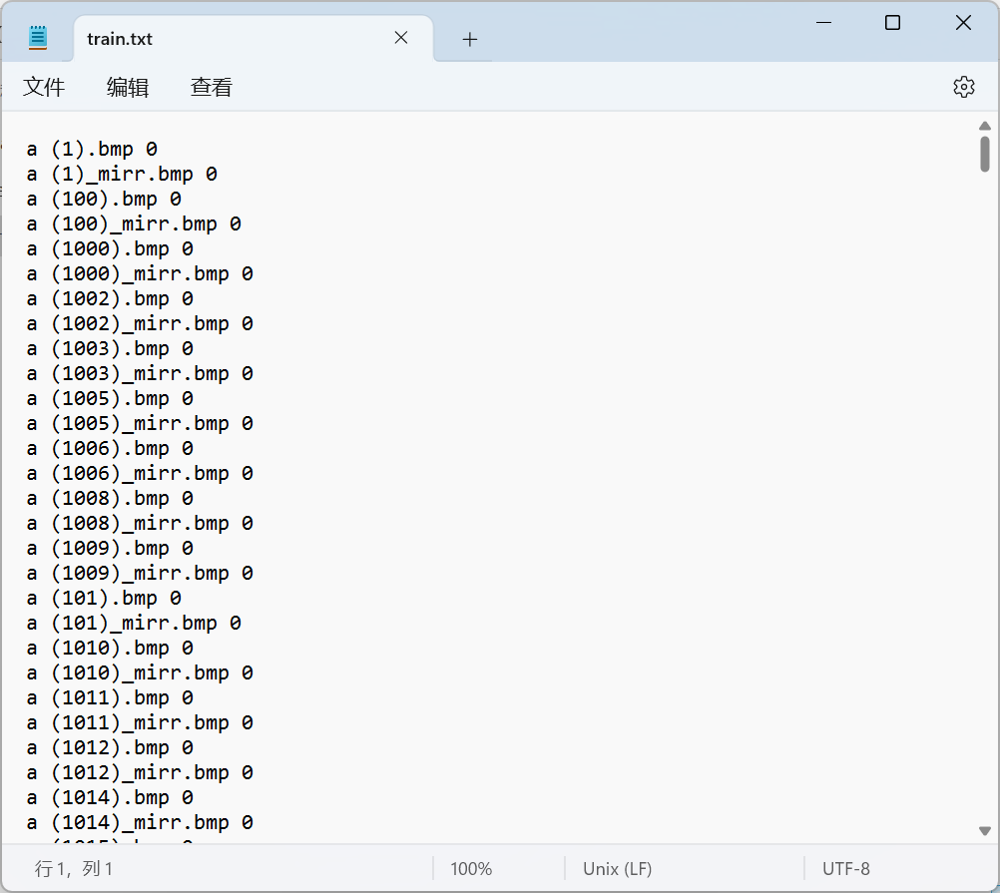 train.txt
文件 编辑 查看
a (1).bmp 0
a (1)_mirr.bmp 0
a (100).bmp 0
a (100)_mirr.bmp 0
a (1000).bmp 0
a (1000)_mirr.bmp 0
a (1002).bmp 0
a (1002)_mirr.bmp 0
a (1003).bmp 0
a (1003)_mirr.bmp 0
a (1005).bmp 0
a (1005)_mirr.bmp 0
a (1006).bmp 0
a (1006)_mirr.bmp 0
a (1008).bmp 0
a (1008)_mirr.bmp 0
a (1009).bmp 0
a (1009)_mirr.bmp 0
a (101).bmp 0
a (101)_mirr.bmp 0
a (1010).bmp 0
a (1010)_mirr.bmp 0
a (1011).bmp 0
a (1011)_mirr.bmp 0
a (1012).bmp 0
a (1012)_mirr.bmp 0
a (1014).bmp 0
a (1014)_mirr.bmp 0
行 1，列 1 100% Unix (LF) UTF-8